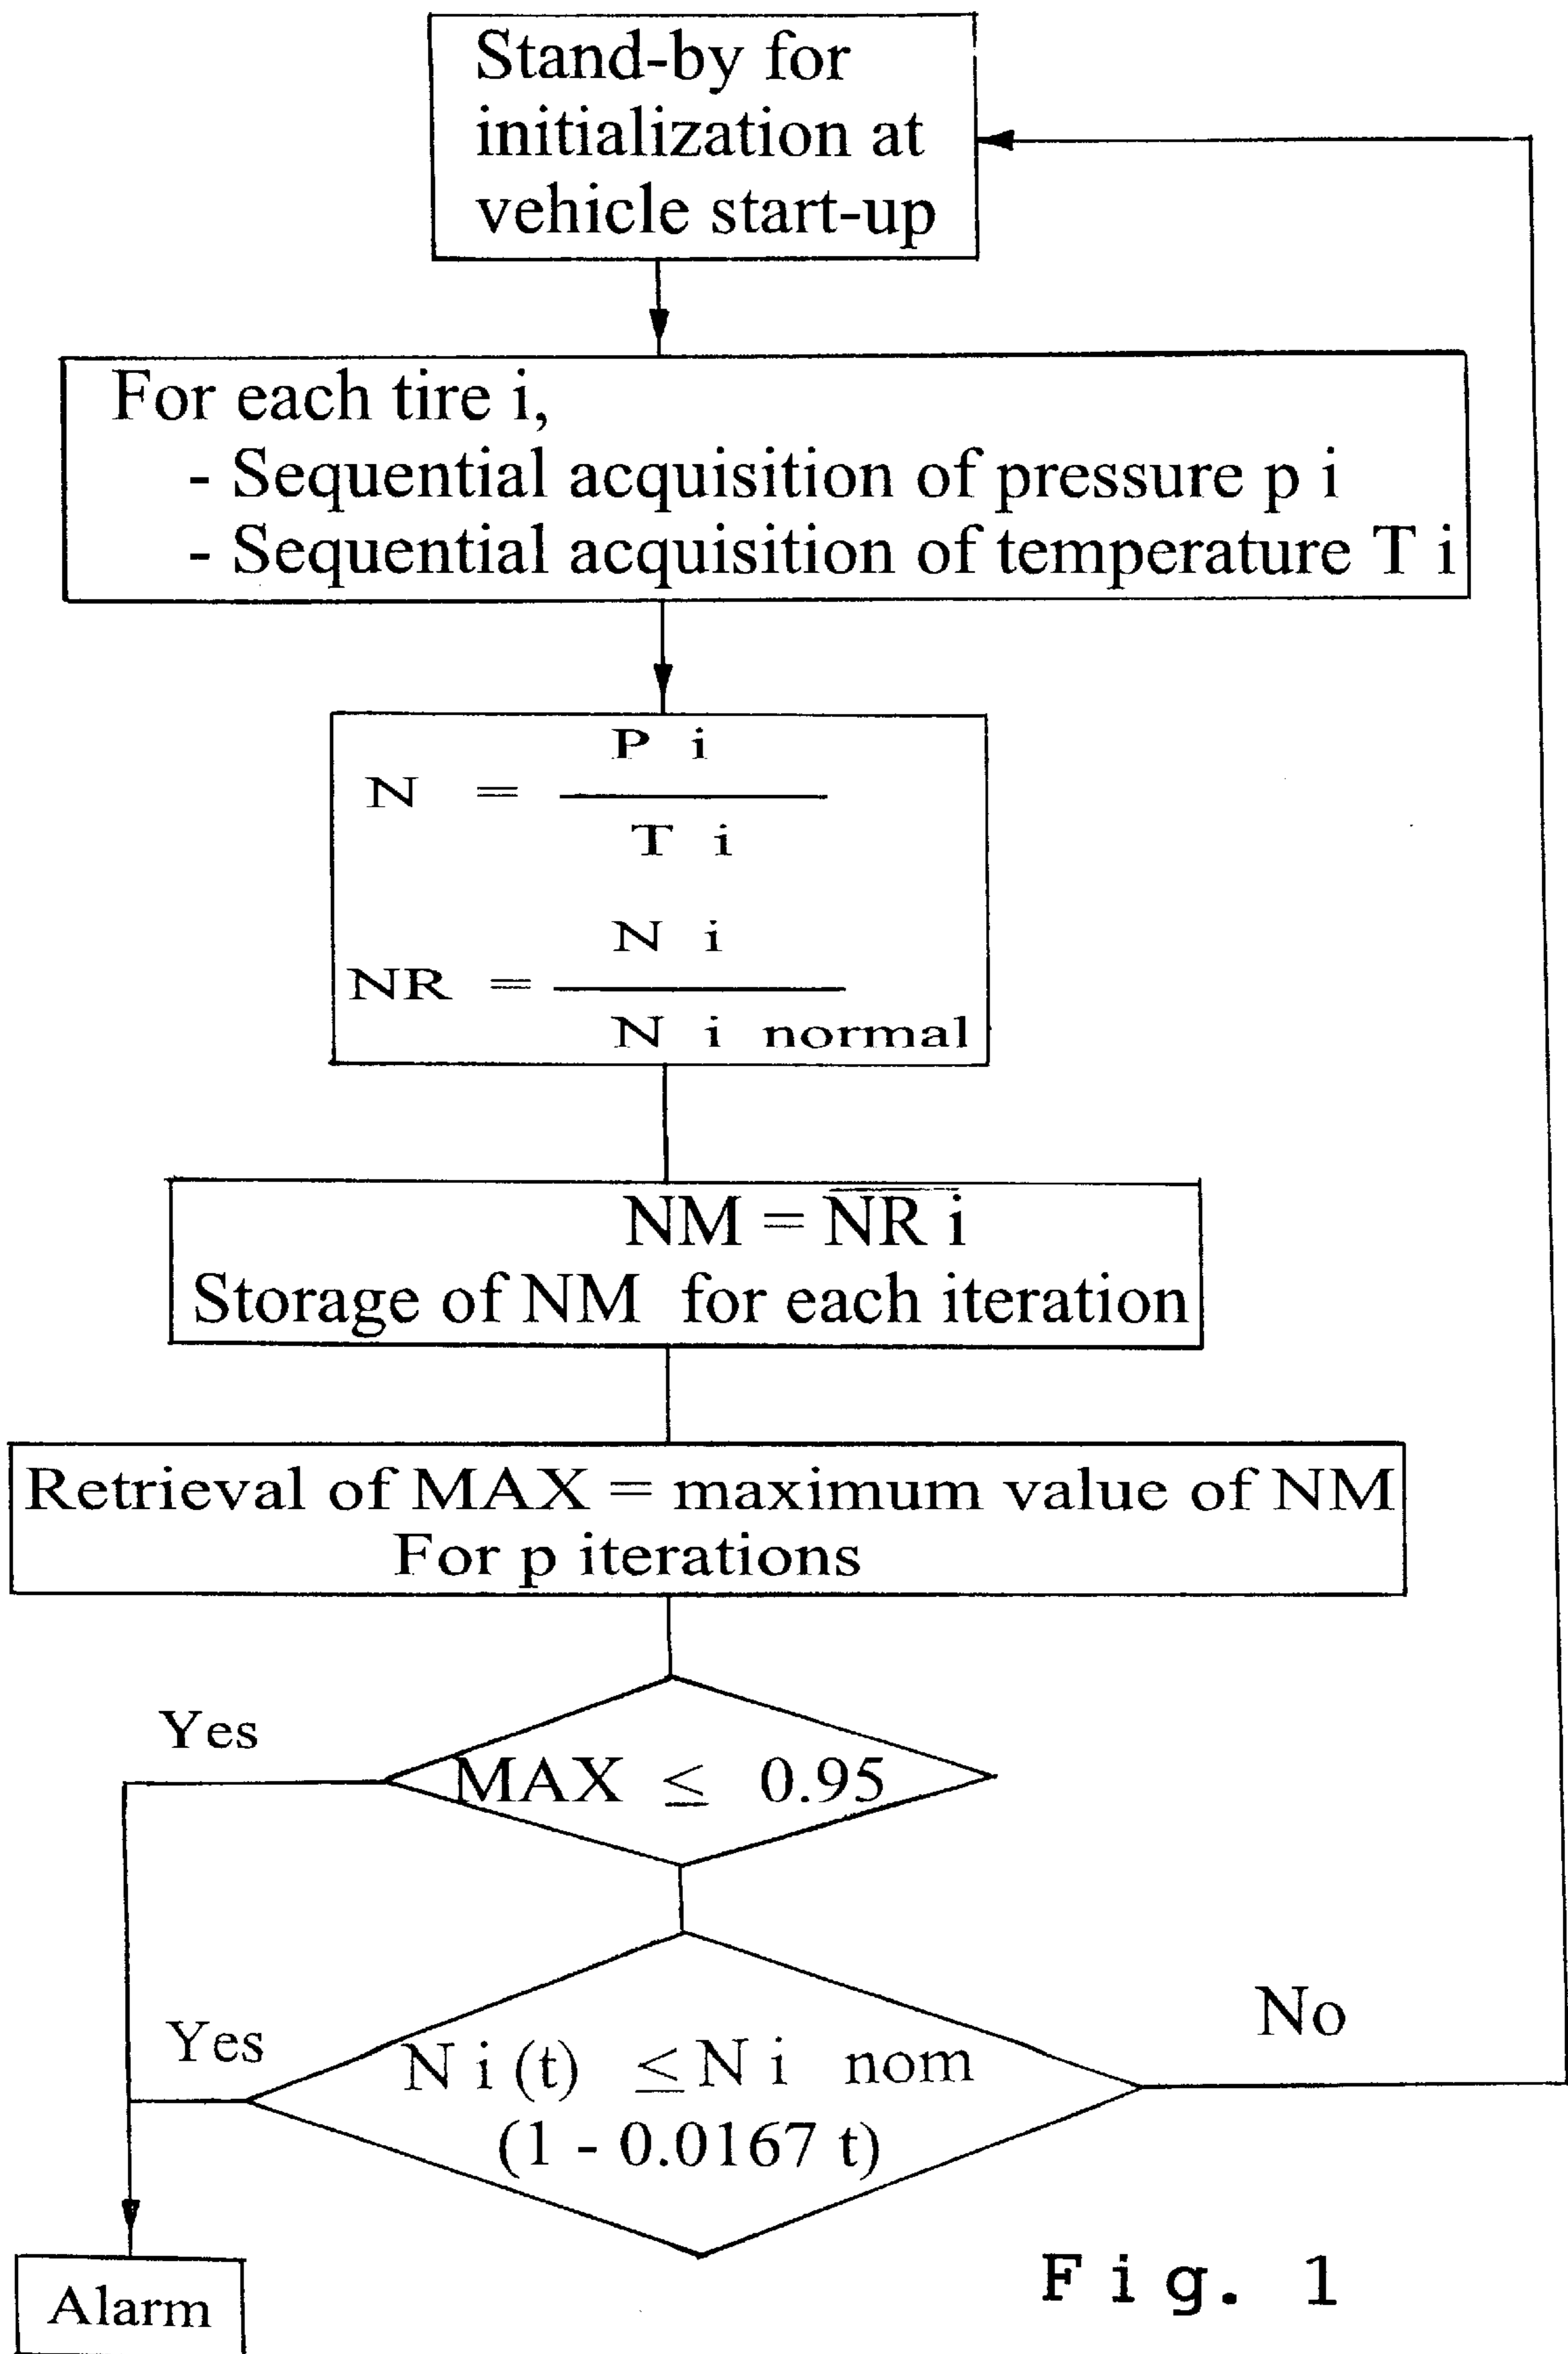 Stand-by for
initialization at
vehicle start-up
For each tire i,
- Sequential acquisition of pressure p i
- Sequential acquisition of temperature T i
P i
N =
T i
N i
NR =
N i normal
NM = N̅R̅ ̅i̅
Storage of NM for each iteration
Retrieval of MAX = maximum value of NM
For p iterations
Yes
MAX ≤ 0.95
No
Yes
N i (t) ≤ N i nom
(1 - 0.0167 t)
Alarm
Fig. 1